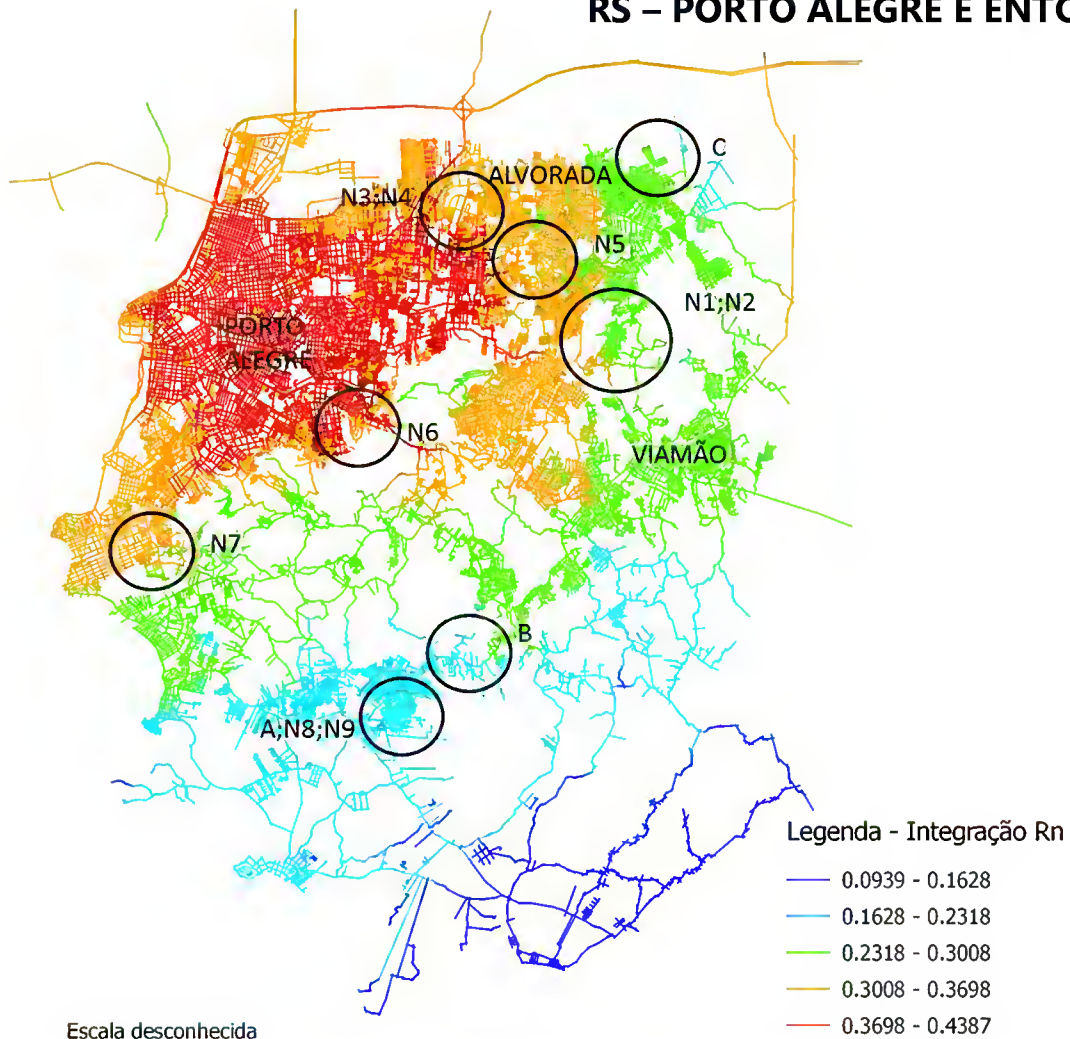 RS – PORTO ALEGRE E ENTO
C
ALVORADA
N3;N4
N5
N1;N2
PORTO
ALEGRE
N6
VIAMÃO
N7
B
A;N8;N9
Legenda - Integração Rn
0.0939 - 0.1628
0.1628 - 0.2318
0.2318 - 0.3008
0.3008 - 0.3698
0.3698 - 0.4387
Escala desconhecida